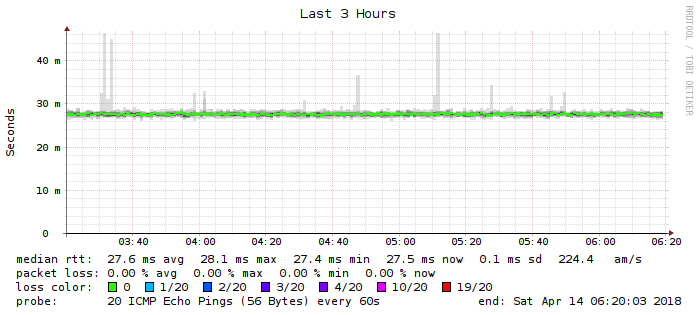 Last 3 Hours
RRDTOOL / TOBI OETIKER
Seconds
40 m
30 m
20 m
10 m
0
03:40 04:00 04:20 04:40 05:00 05:20 05:40 06:00 06:20
median rtt: 27.6 ms avg 28.1 ms max 27.4 ms min 27.5 ms now 0.1 ms sd 224.4 am/s
packet loss: 0.00 % avg 0.00 % max 0.00 % min 0.00 % now
loss color: 0 1/20 2/20 3/20 4/20 10/20 19/20
probe: 20 ICMP Echo Pings (56 Bytes) every 60s end: Sat Apr 14 06:20:03 2018